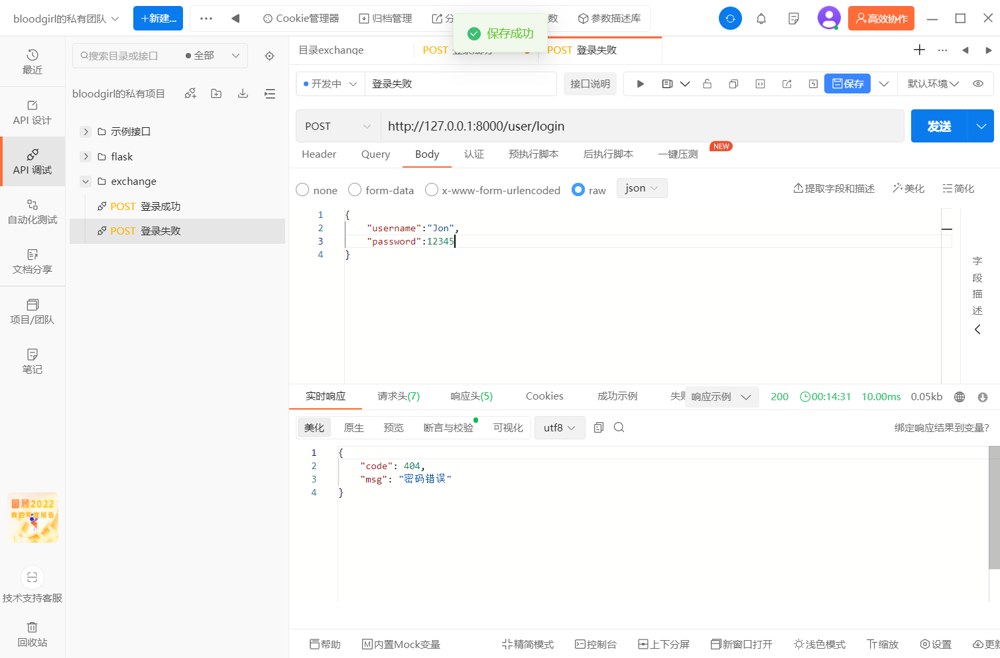 bloodgirl的私有团队
+新建...
Cookie管理器
归档管理
保存成功
数
参数描述库
高效协作
最近
API 设计
API 调试
自动化测试
文档分享
项目/团队
笔记
回顾2022
我的年度报告
技术支持客服
回收站
搜索目录或接口
全部
bloodgirl的私有项目
示例接口
flask
exchange
POST 登录成功
POST 登录失败
目录exchange
POST 登录成功
POST 登录失败
开发中
登录失败
接口说明
保存
默认环境
POST
http://127.0.0.1:8000/user/login
发送
Header
Query
Body
认证
预执行脚本
后执行脚本
一键压测
NEW
none
form-data
x-www-form-urlencoded
raw
json
提取字段和描述
美化
简化
1 {
2 "username":"Jon",
3 "password":12345
4 }
字段描述
实时响应
请求头(7)
响应头(5)
Cookies
成功示例
失败
响应示例
200
00:14:31
10.00ms
0.05kb
美化
原生
预览
断言与校验
可视化
utf8
绑定响应结果到变量?
1 {
2 "code": 404,
3 "msg": "密码错误"
4 }
帮助
内置Mock变量
精简模式
控制台
上下分屏
新窗口打开
浅色模式
缩放
设置
更新